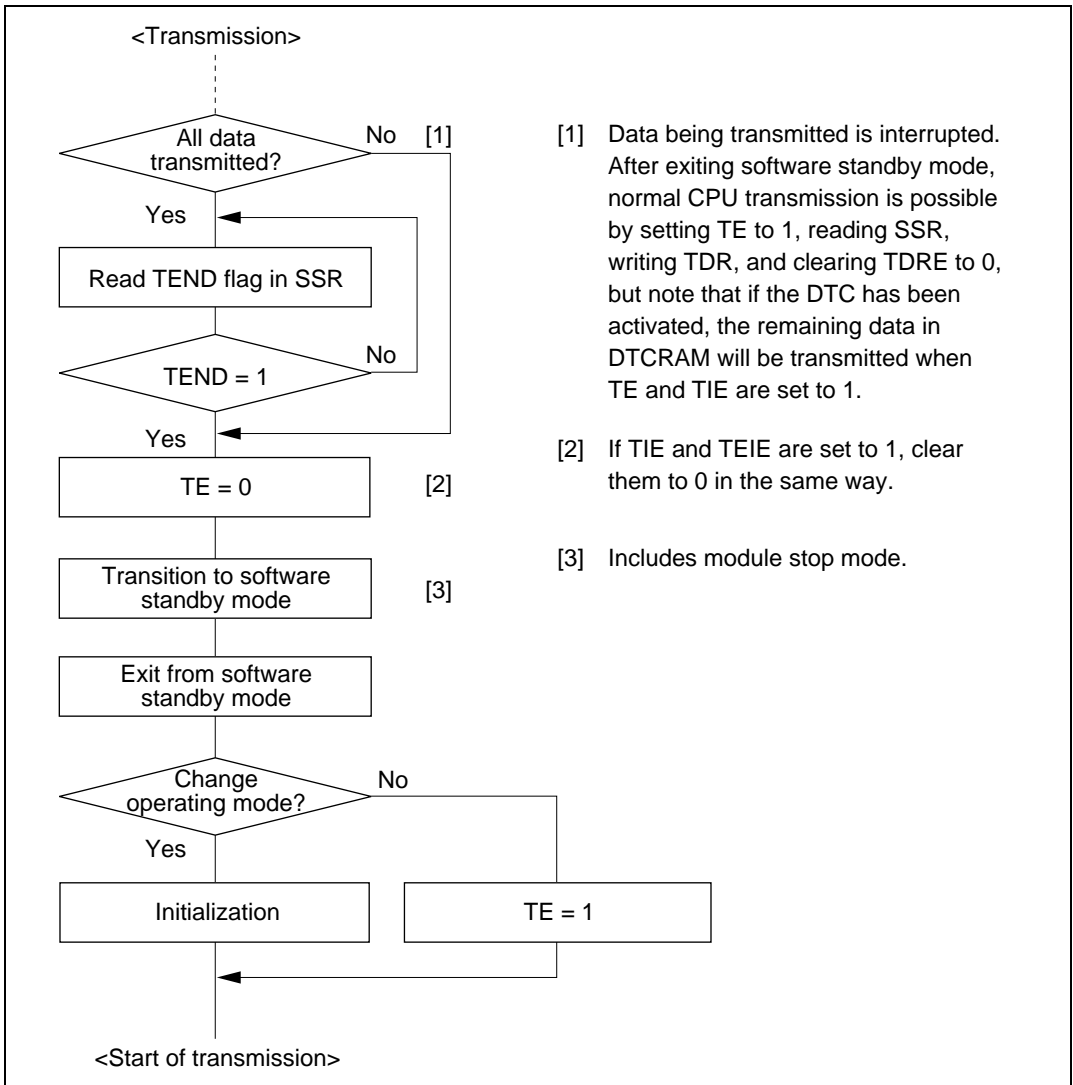 <Transmission>
All data
transmitted?
No
[1]
Yes
Read TEND flag in SSR
TEND = 1
No
Yes
TE = 0
[2]
Transition to software
standby mode
[3]
Exit from software
standby mode
Change
operating mode?
No
Yes
Initialization
TE = 1
<Start of transmission>
[1] Data being transmitted is interrupted.
After exiting software standby mode,
normal CPU transmission is possible
by setting TE to 1, reading SSR,
writing TDR, and clearing TDRE to 0,
but note that if the DTC has been
activated, the remaining data in
DTCRAM will be transmitted when
TE and TIE are set to 1.
[2] If TIE and TEIE are set to 1, clear
them to 0 in the same way.
[3] Includes module stop mode.